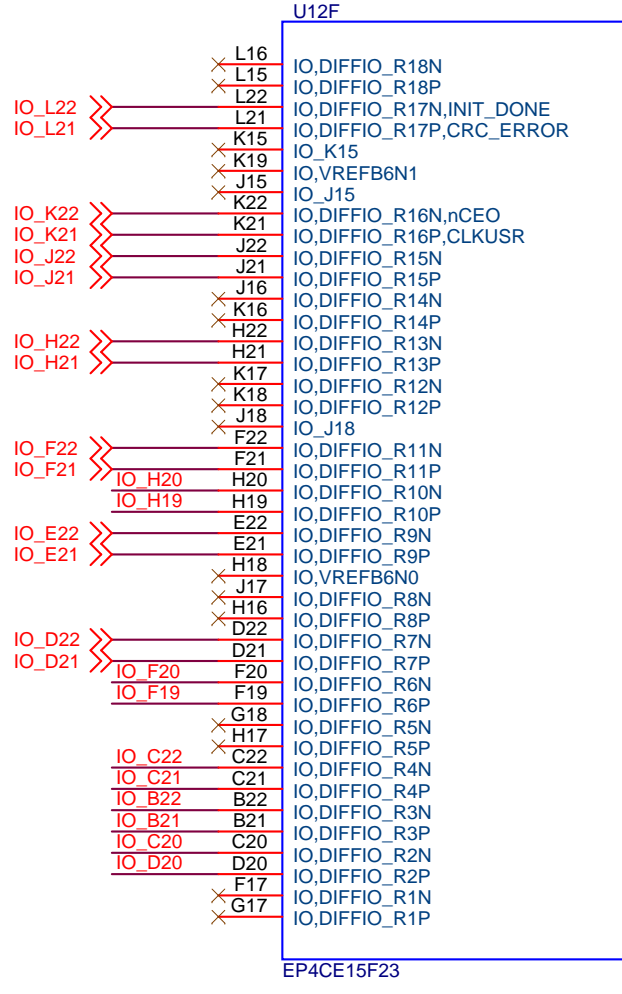 U12F
L16 IO,DIFFIO_R18N
L15 IO,DIFFIO_R18P
IO_L22 L22 IO,DIFFIO_R17N,INIT_DONE
IO_L21 L21 IO,DIFFIO_R17P,CRC_ERROR
K15 IO_K15
K19 IO,VREFB6N1
J15 IO_J15
IO_K22 K22 IO,DIFFIO_R16N,nCEO
IO_K21 K21 IO,DIFFIO_R16P,CLKUSR
IO_J22 J22 IO,DIFFIO_R15N
IO_J21 J21 IO,DIFFIO_R15P
J16 IO,DIFFIO_R14N
K16 IO,DIFFIO_R14P
IO_H22 H22 IO,DIFFIO_R13N
IO_H21 H21 IO,DIFFIO_R13P
K17 IO,DIFFIO_R12N
K18 IO,DIFFIO_R12P
J18 IO_J18
IO_F22 F22 IO,DIFFIO_R11N
IO_F21 F21 IO,DIFFIO_R11P
IO_H20 H20 IO,DIFFIO_R10N
IO_H19 H19 IO,DIFFIO_R10P
IO_E22 E22 IO,DIFFIO_R9N
IO_E21 E21 IO,DIFFIO_R9P
H18 IO,VREFB6N0
J17 IO,DIFFIO_R8N
H16 IO,DIFFIO_R8P
IO_D22 D22 IO,DIFFIO_R7N
IO_D21 D21 IO,DIFFIO_R7P
IO_F20 F20 IO,DIFFIO_R6N
IO_F19 F19 IO,DIFFIO_R6P
G18 IO,DIFFIO_R5N
H17 IO,DIFFIO_R5P
IO_C22 C22 IO,DIFFIO_R4N
IO_C21 C21 IO,DIFFIO_R4P
IO_B22 B22 IO,DIFFIO_R3N
IO_B21 B21 IO,DIFFIO_R3P
IO_C20 C20 IO,DIFFIO_R2N
IO_D20 D20 IO,DIFFIO_R2P
F17 IO,DIFFIO_R1N
G17 IO,DIFFIO_R1P
EP4CE15F23